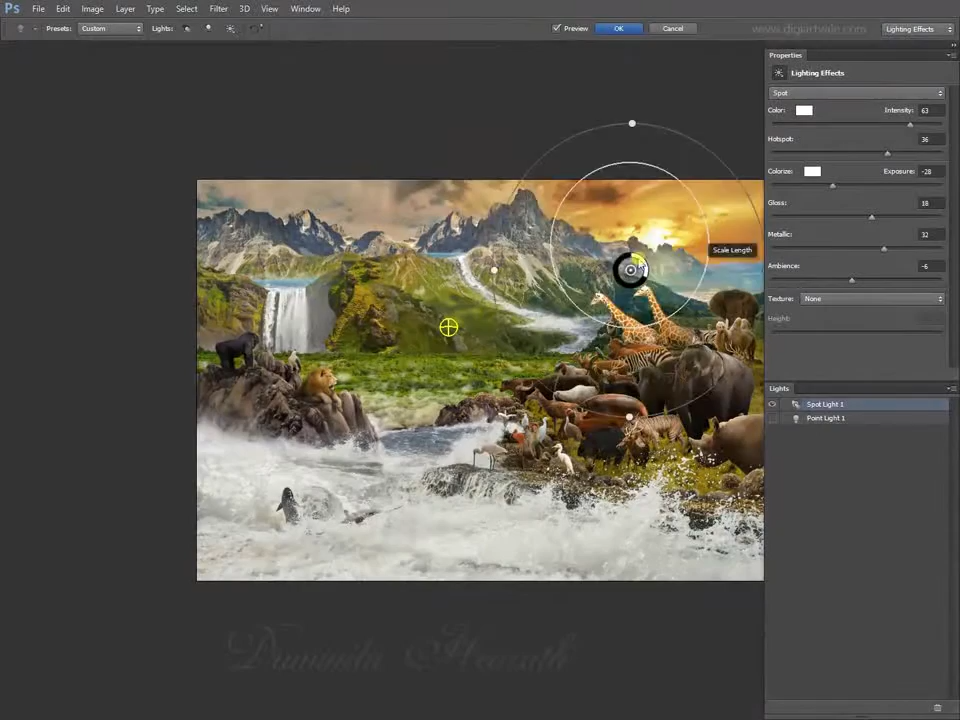 Ps File Edit Image Layer Type Select Filter 3D View Window Help
Presets: Custom Lights: Preview OK Cancel www.digiartvale.com Lighting Effects
Properties
Lighting Effects
Spot
Color: Intensity: 63
Hotspot: 36
Colorize: Exposure: -28
Gloss: 18
Metallic: 32
Scale Length
Ambience: -6
Texture: None
Height:
Lights
Spot Light 1
Point Light 1